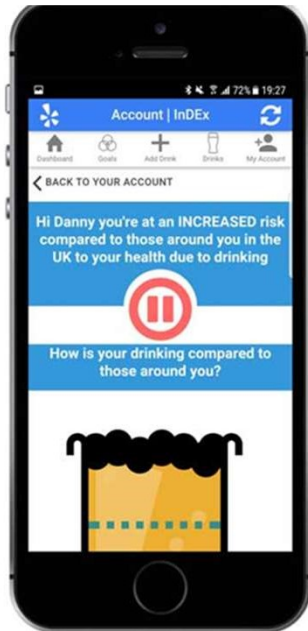 72% 19:27
Account | InDEx
Dashboard Goals Add Drink Drinks My Account
BACK TO YOUR ACCOUNT
Hi Danny you're at an INCREASED risk
compared to those around you in the
UK to your health due to drinking
How is your drinking compared to
those around you?